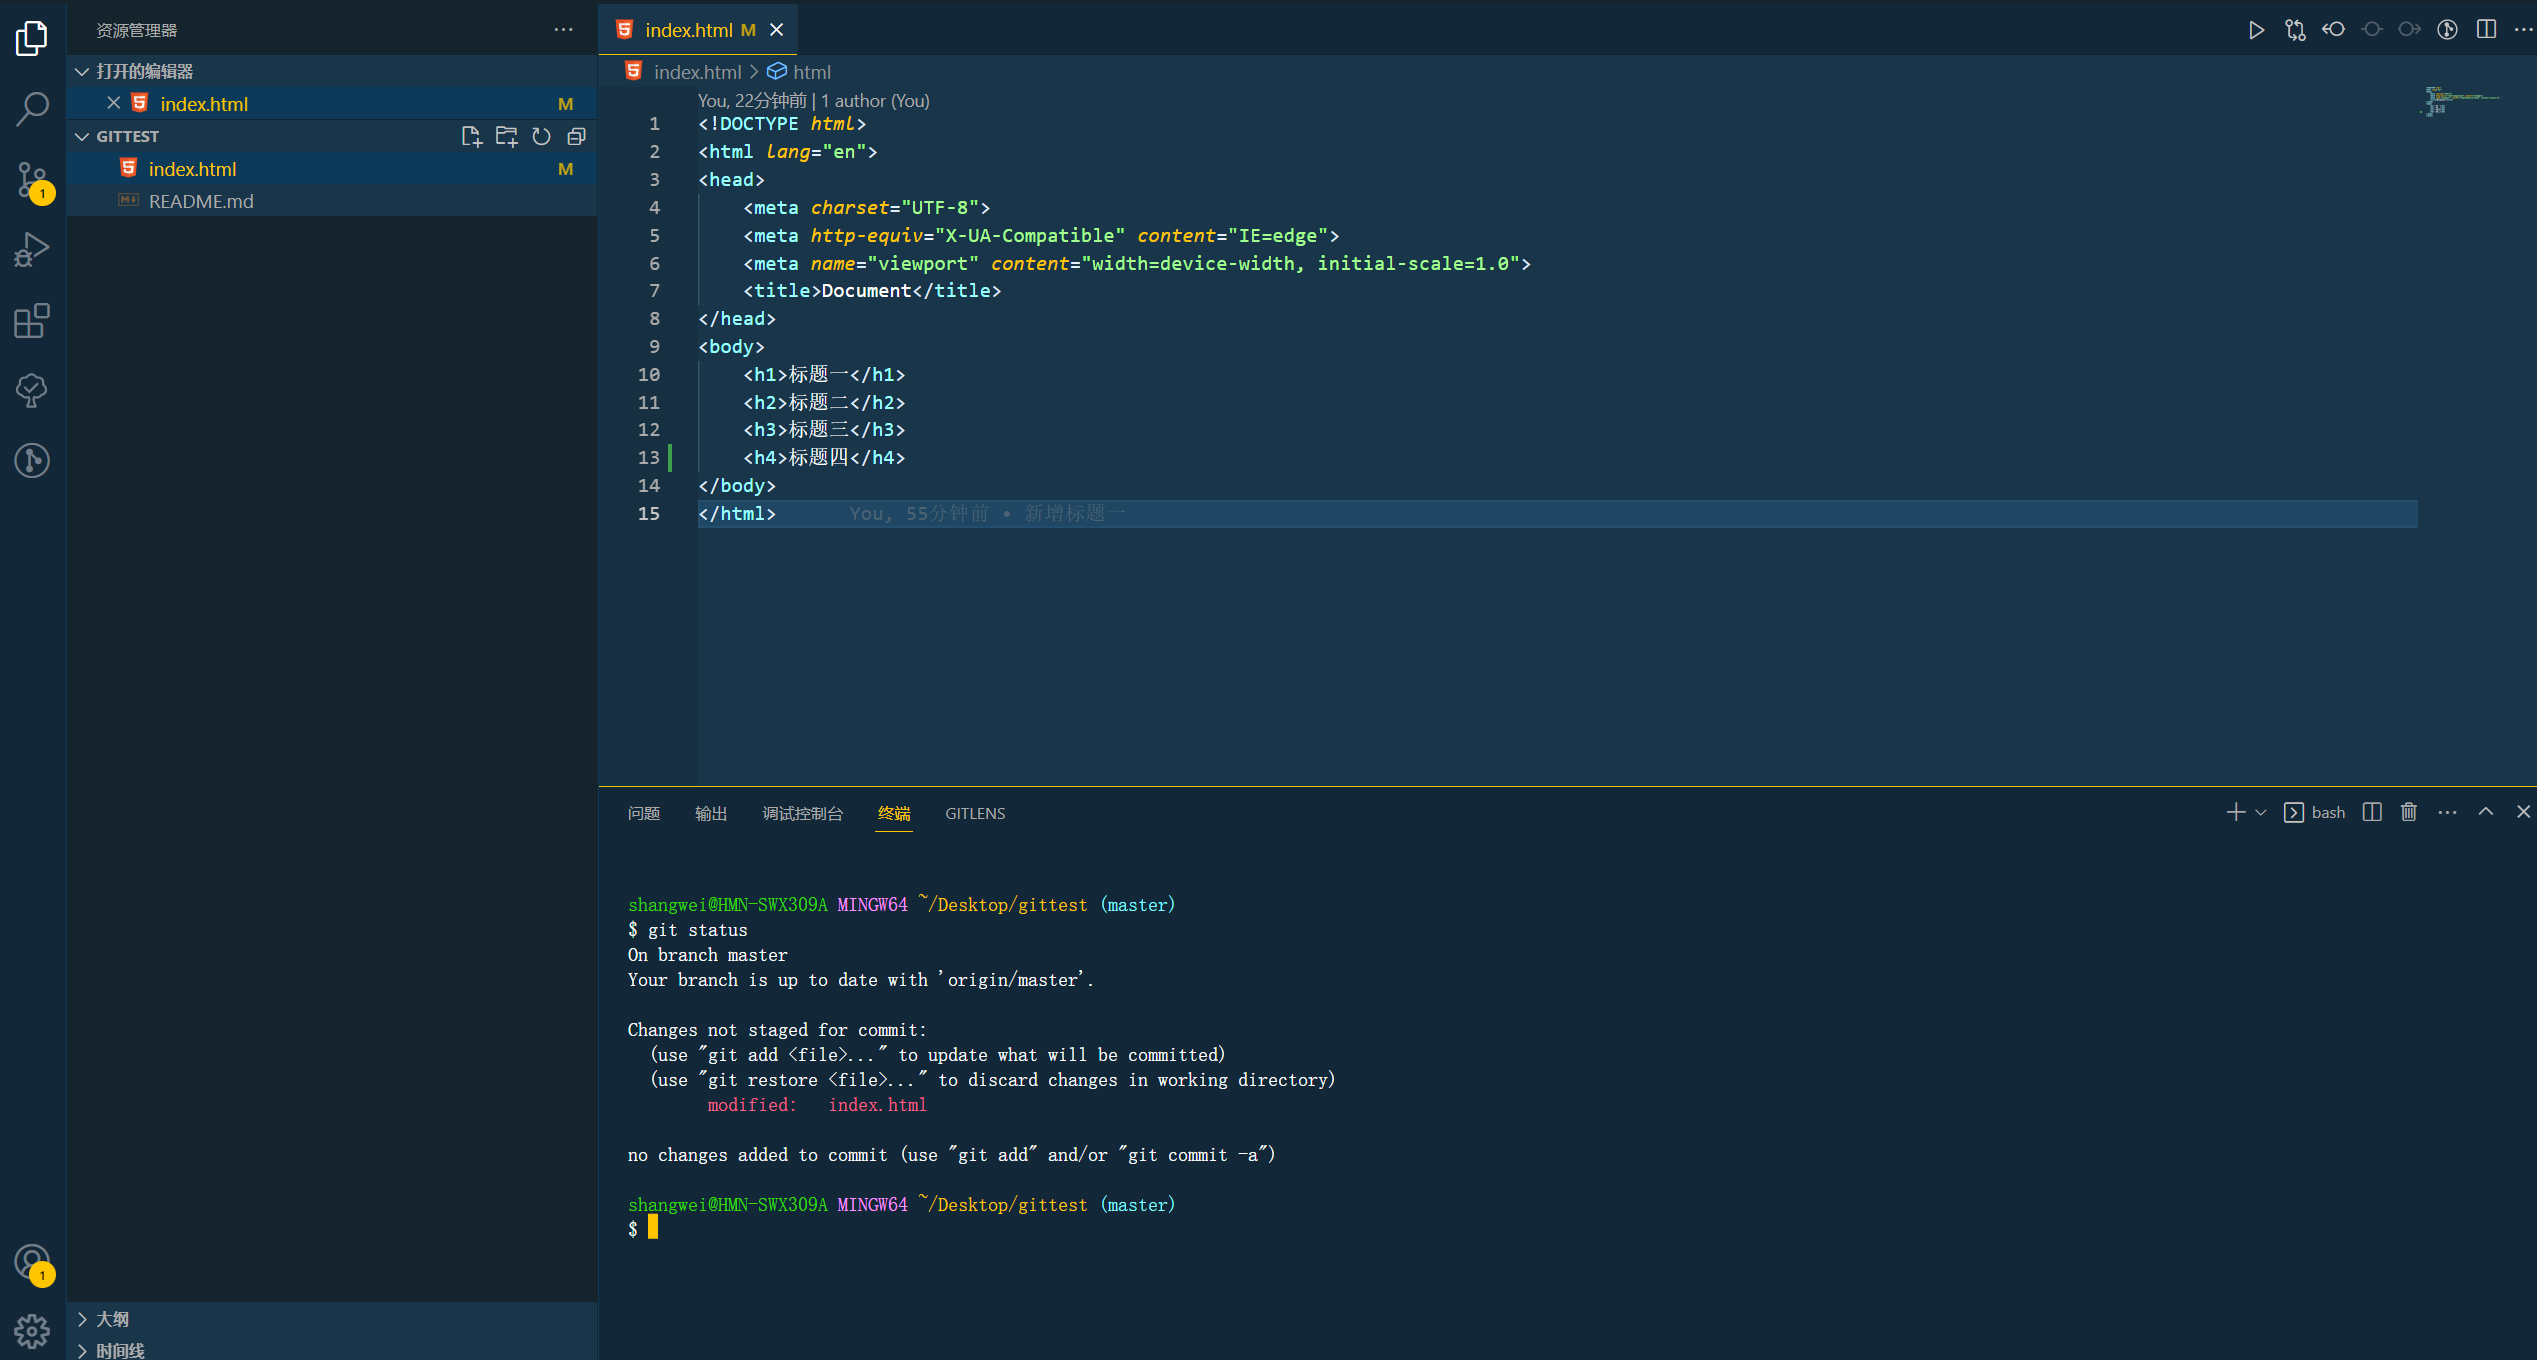 资源管理器
打开的编辑器
index.html M
GITTEST
index.html M
README.md
大纲
时间线
1
1
index.html M
index.html > html
You, 22分钟前 | 1 author (You)
1 <!DOCTYPE html>
2 <html lang="en">
3 <head>
4 <meta charset="UTF-8">
5 <meta http-equiv="X-UA-Compatible" content="IE=edge">
6 <meta name="viewport" content="width=device-width, initial-scale=1.0">
7 <title>Document</title>
8 </head>
9 <body>
10 <h1>标题一</h1>
11 <h2>标题二</h2>
12 <h3>标题三</h3>
13 <h4>标题四</h4>
14 </body>
15 </html> You, 55分钟前 • 新增标题一
问题 输出 调试控制台 终端 GITLENS bash
shangwei@HMN-SWX309A MINGW64 ~/Desktop/gittest (master)
$ git status
On branch master
Your branch is up to date with 'origin/master'.
Changes not staged for commit:
(use "git add <file>..." to update what will be committed)
(use "git restore <file>..." to discard changes in working directory)
modified: index.html
no changes added to commit (use "git add" and/or "git commit -a")
shangwei@HMN-SWX309A MINGW64 ~/Desktop/gittest (master)
$